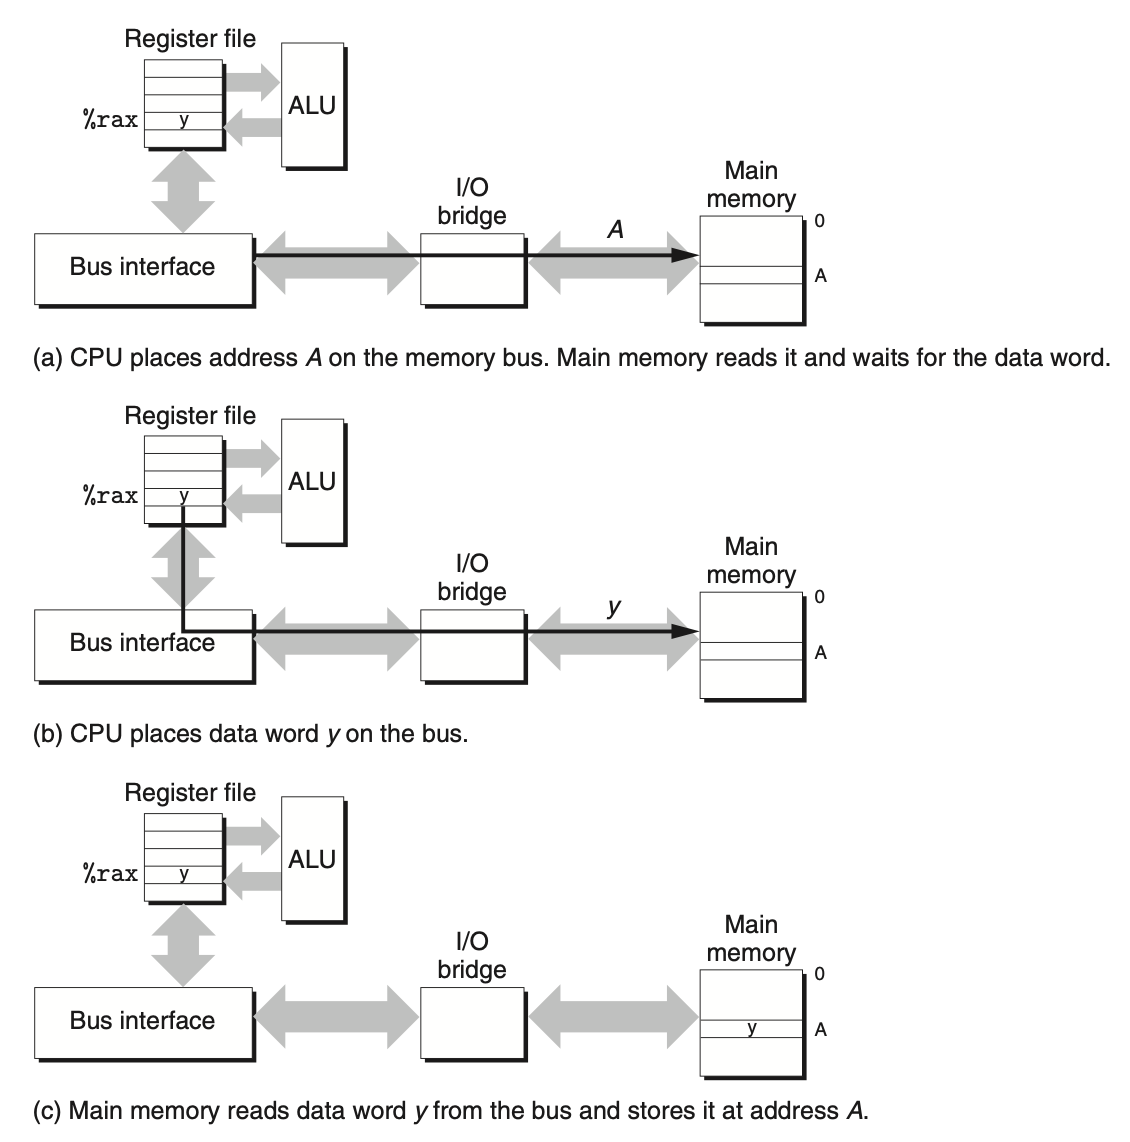 Register file
ALU
%rax
y
Main
memory
I/O
bridge
A
0
Bus interface
A
(a) CPU places address A on the memory bus. Main memory reads it and waits for the data word.
Register file
ALU
%rax
y
Main
memory
I/O
bridge
y
0
Bus interface
A
(b) CPU places data word y on the bus.
Register file
ALU
%rax
y
Main
memory
I/O
bridge
0
Bus interface
y
A
(c) Main memory reads data word y from the bus and stores it at address A.